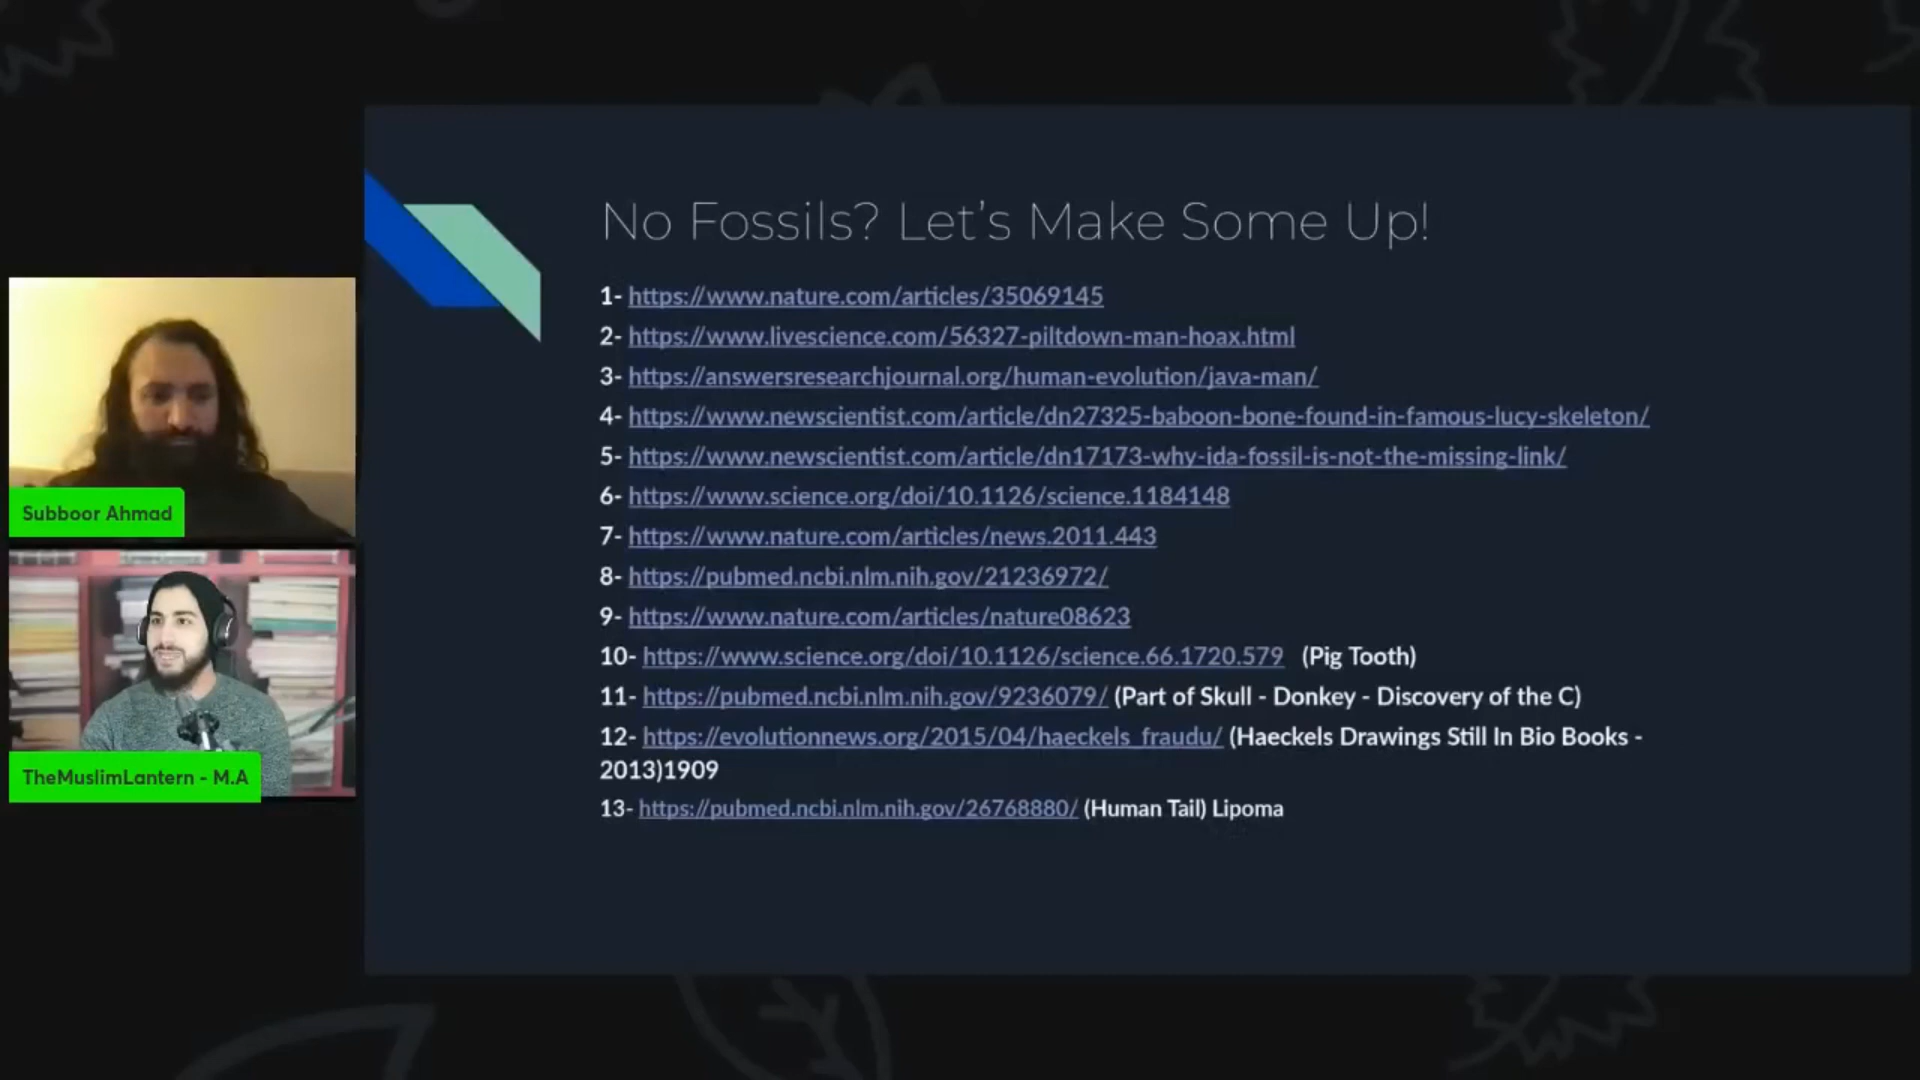 No Fossils? Let's Make Some Up!
1- https://www.nature.com/articles/35069145
2- https://www.livescience.com/56327-piltdown-man-hoax.html
3- https://answersresearchjournal.org/human-evolution/java-man/
4- https://www.newscientist.com/article/dn27325-baboon-bone-found-in-famous-lucy-skeleton/
5- https://www.newscientist.com/article/dn17173-why-ida-fossil-is-not-the-missing-link/
6- https://www.science.org/doi/10.1126/science.1184148
7- https://www.nature.com/articles/news.2011.443
8- https://pubmed.ncbi.nlm.nih.gov/21236972/
9- https://www.nature.com/articles/nature08623
10- https://www.science.org/doi/10.1126/science.66.1720.579 (Pig Tooth)
11- https://pubmed.ncbi.nlm.nih.gov/9236079/ (Part of Skull - Donkey - Discovery of the C)
12- https://evolutionnews.org/2015/04/haeckels_fraudu/ (Haeckels Drawings Still In Bio Books -
2013)1909
13- https://pubmed.ncbi.nlm.nih.gov/26768880/ (Human Tail) Lipoma
Subboor Ahmad
TheMuslimLantern - M.A